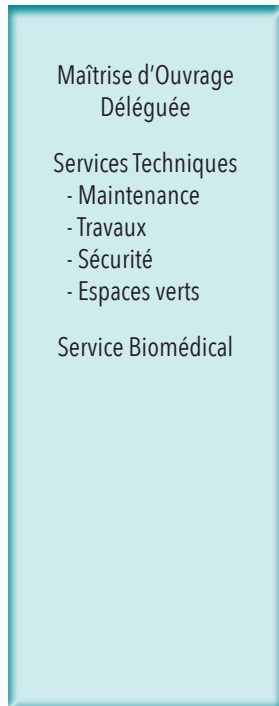 Maîtrise d’Ouvrage
Déléguée
Services Techniques
- Maintenance
- Travaux
- Sécurité
- Espaces verts
Service Biomédical